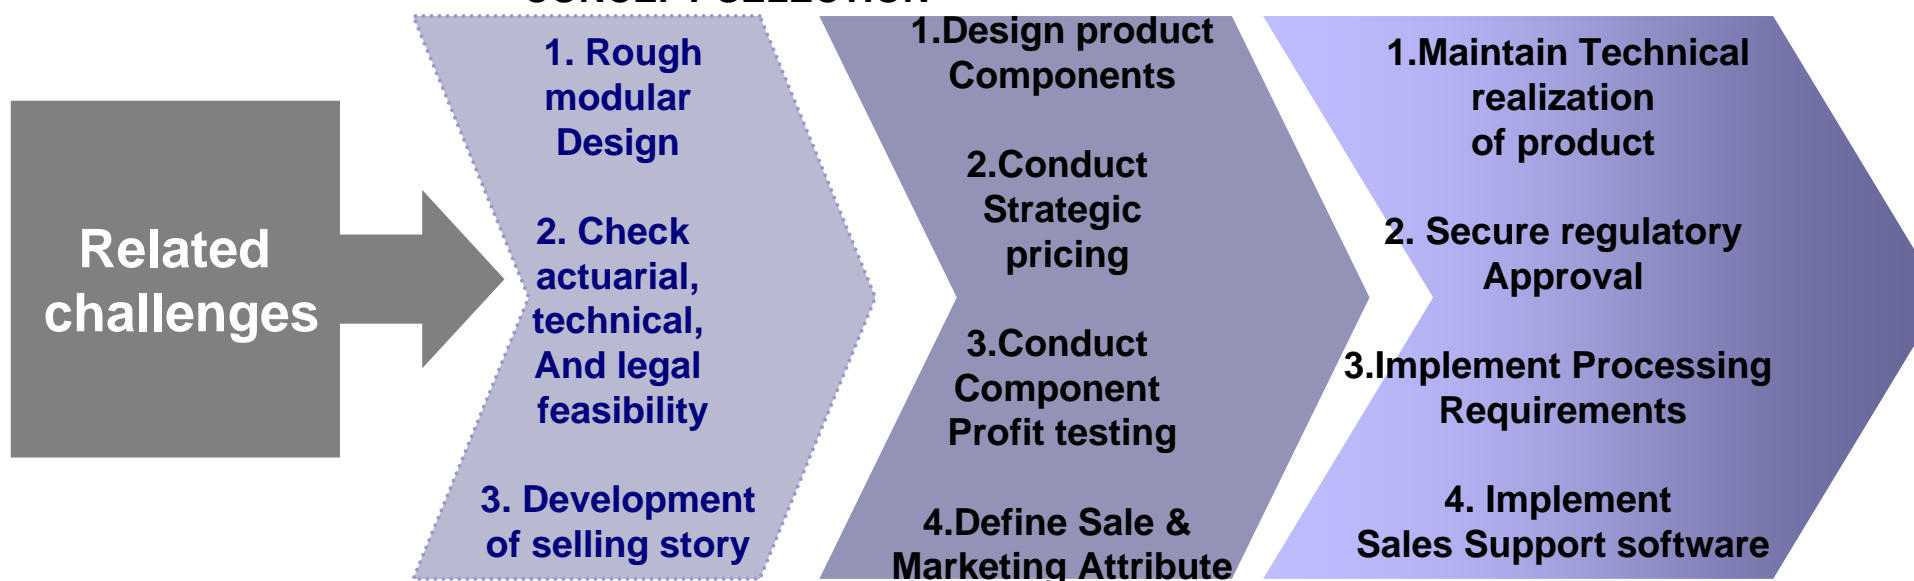 Related
challenges
1. Rough
modular
Design
2. Check
actuarial,
technical,
And legal
feasibility
3. Development
of selling story
1.Design product
Components
2.Conduct
Strategic
pricing
3.Conduct
Component
Profit testing
4.Define Sale &
Marketing Attribute
1.Maintain Technical
realization
of product
2. Secure regulatory
Approval
3.Implement Processing
Requirements
4. Implement
Sales Support software